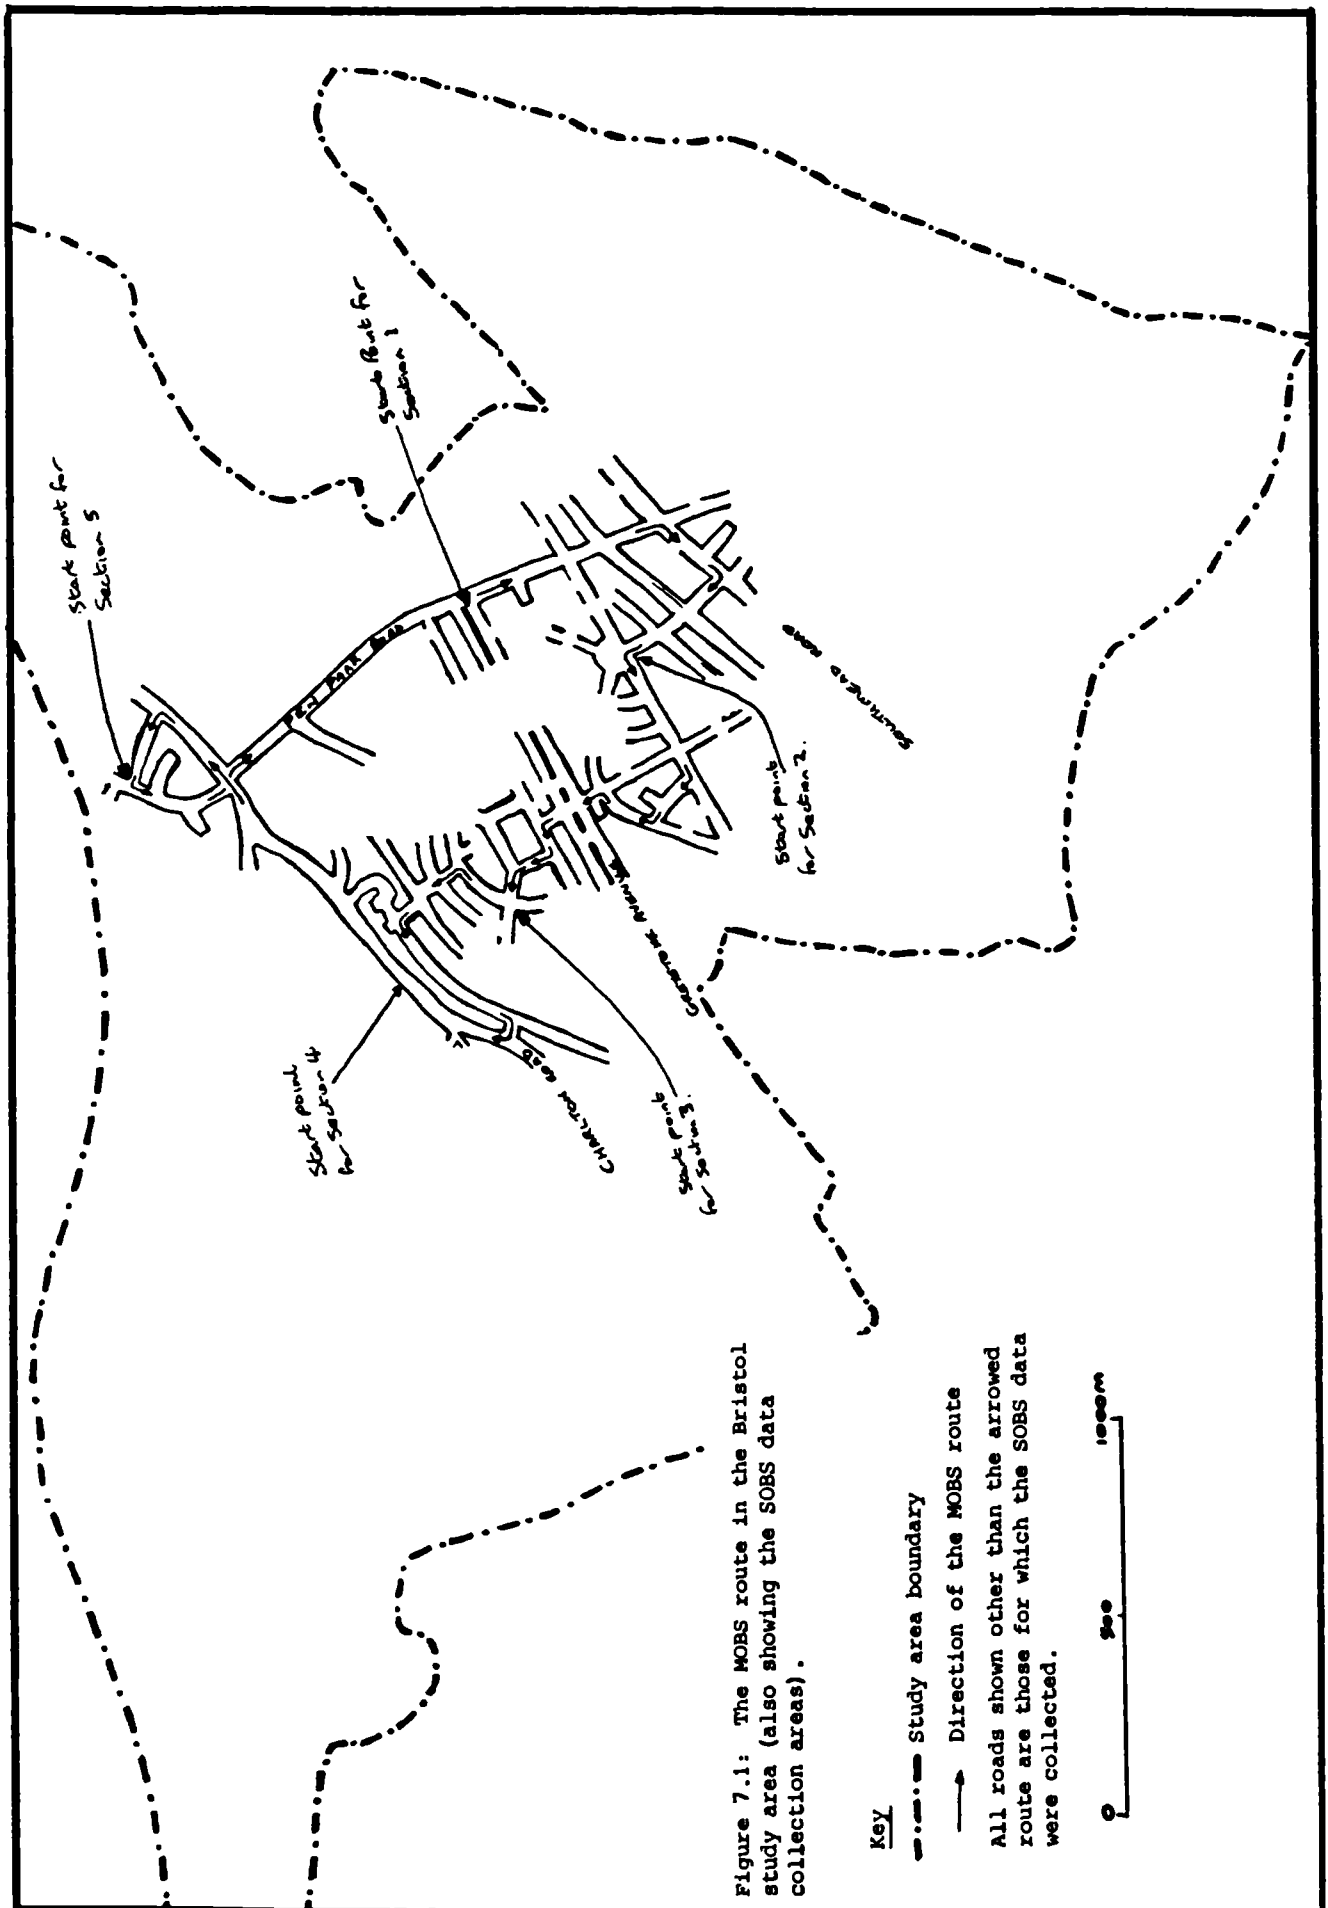 Start point for
Section 5
Start Point for
Section 1
PEN PARK ROAD
SOUTHMEAD ROAD
Start point
for Section 2.
GREYSTOKE AVENUE
Start point
for Section 4
CHARLTON ROAD
Start point
for Section 3.
Figure 7.1: The MOBS route in the Bristol
study area (also showing the SOBS data
collection areas).
Key
Study area boundary
Direction of the MOBS route
All roads shown other than the arrowed
route are those for which the SOBS data
were collected.
0 500 1000M